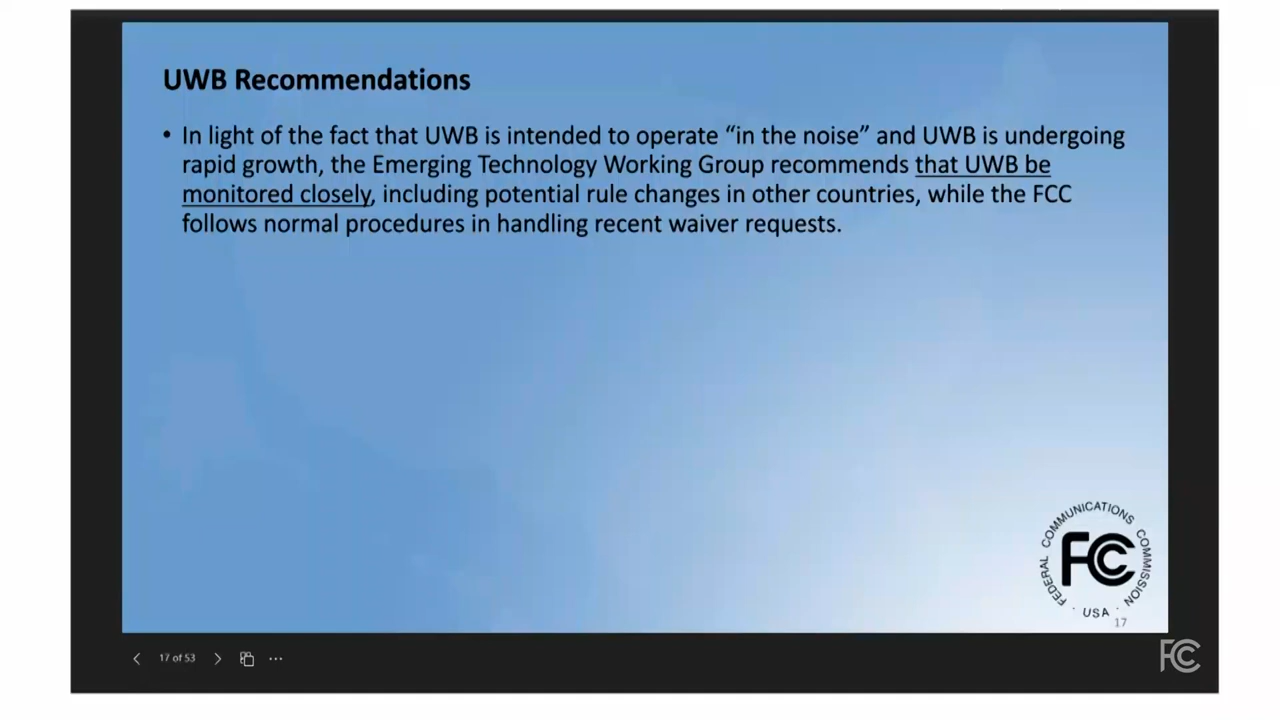 UWB Recommendations
• In light of the fact that UWB is intended to operate “in the noise” and UWB is undergoing
rapid growth, the Emerging Technology Working Group recommends that UWB be
monitored closely, including potential rule changes in other countries, while the FCC
follows normal procedures in handling recent waiver requests.
FEDERAL COMMUNICATIONS COMMISSION
FCC
· USA ·
17
17 of 53
FCC